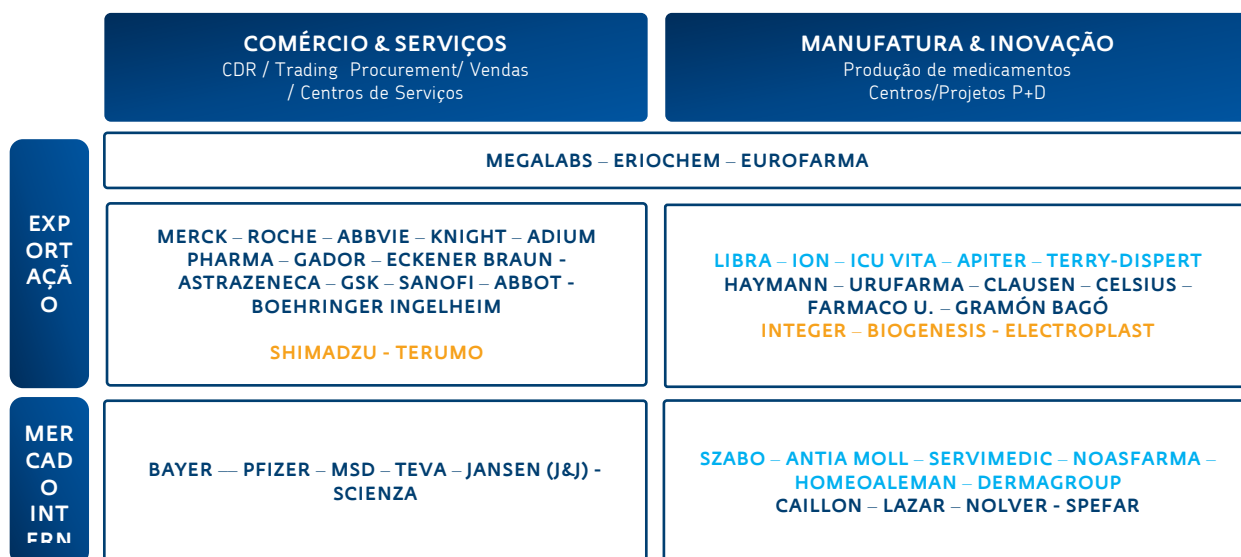 COMÉRCIO & SERVIÇOS
CDR / Trading Procurement/ Vendas
/ Centros de Serviços
MANUFATURA & INOVAÇÃO
Produção de medicamentos
Centros/Projetos P+D
EXP
ORT
AÇÃ
O
MEGALABS – ERIOCHEM – EUROFARMA
MERCK – ROCHE – ABBVIE – KNIGHT – ADIUM
PHARMA – GADOR – ECKENER BRAUN -
ASTRAZENECA – GSK – SANOFI – ABBOT -
BOEHRINGER INGELHEIM
SHIMADZU - TERUMO
LIBRA – ION – ICU VITA – APITER – TERRY-DISPERT
HAYMANN – URUFARMA – CLAUSEN – CELSIUS –
FARMACO U. – GRAMÓN BAGÓ
INTEGER – BIOGENESIS - ELECTROPLAST
MER
CAD
O
INT
ERN
BAYER — PFIZER – MSD – TEVA – JANSEN (J&J) -
SCIENZA
SZABO – ANTIA MOLL – SERVIMEDIC – NOASFARMA –
HOMEOALEMAN – DERMAGROUP
CAILLON – LAZAR – NOLVER - SPEFAR